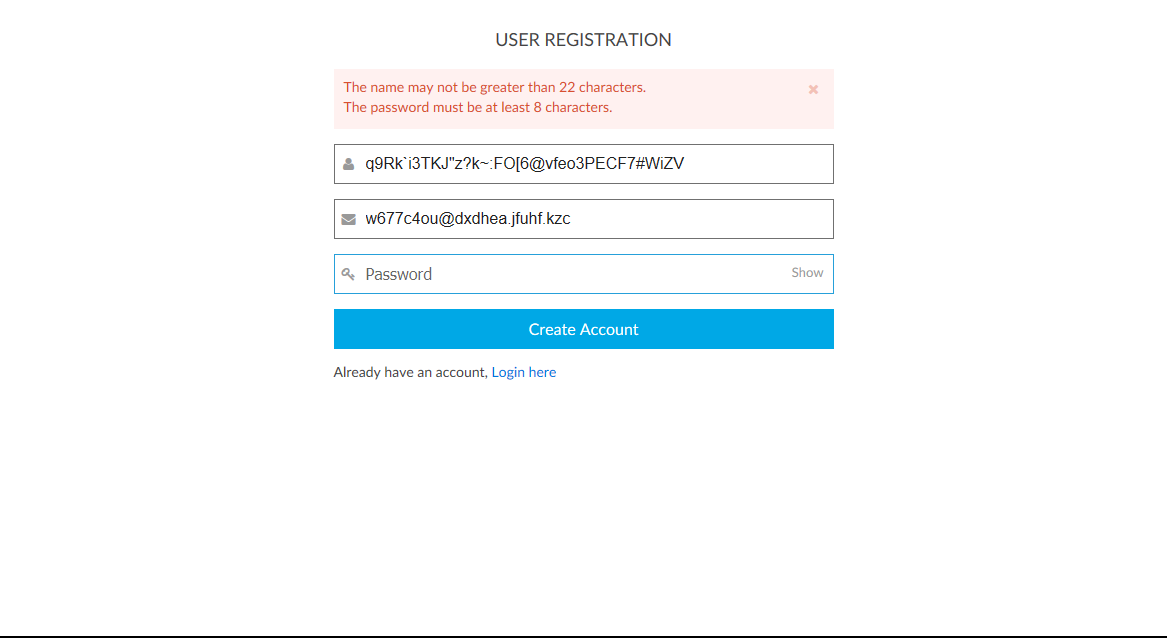 USER REGISTRATION
The name may not be greater than 22 characters.
The password must be at least 8 characters.
q9Rk`i3TKJ"z?k~:FO[6@vfeo3PECF7#WiZV
w677c4ou@dxdhea.jfuhf.kzc
Password Show
Create Account
Already have an account, Login here